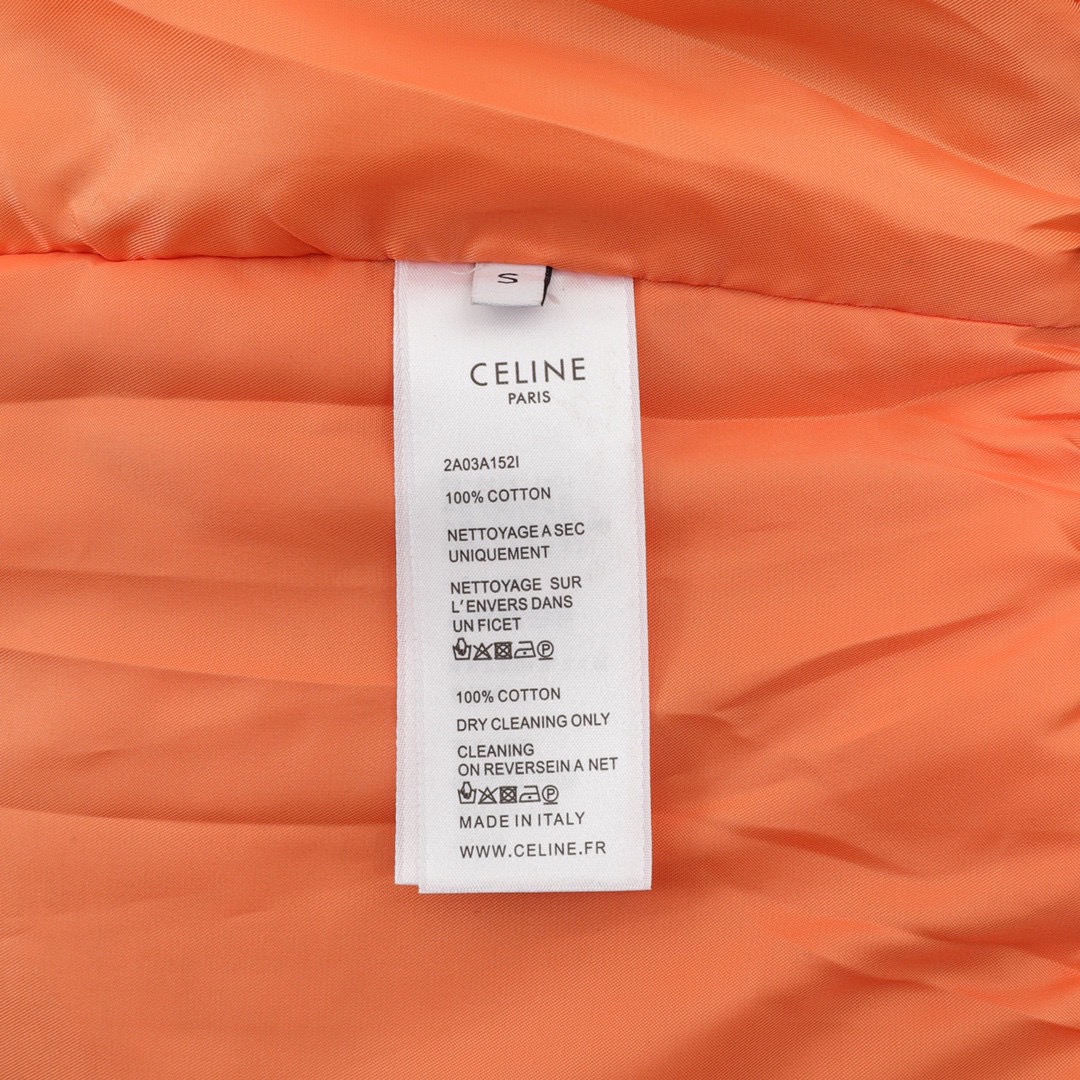 S
CELINE
PARIS
2A03A152I
100% COTTON
NETTOYAGE A SEC
UNIQUEMENT
NETTOYAGE SUR
L'ENVERS DANS
UN FICET
100% COTTON
DRY CLEANING ONLY
CLEANING
ON REVERSEIN A NET
MADE IN ITALY
WWW.CELINE.FR